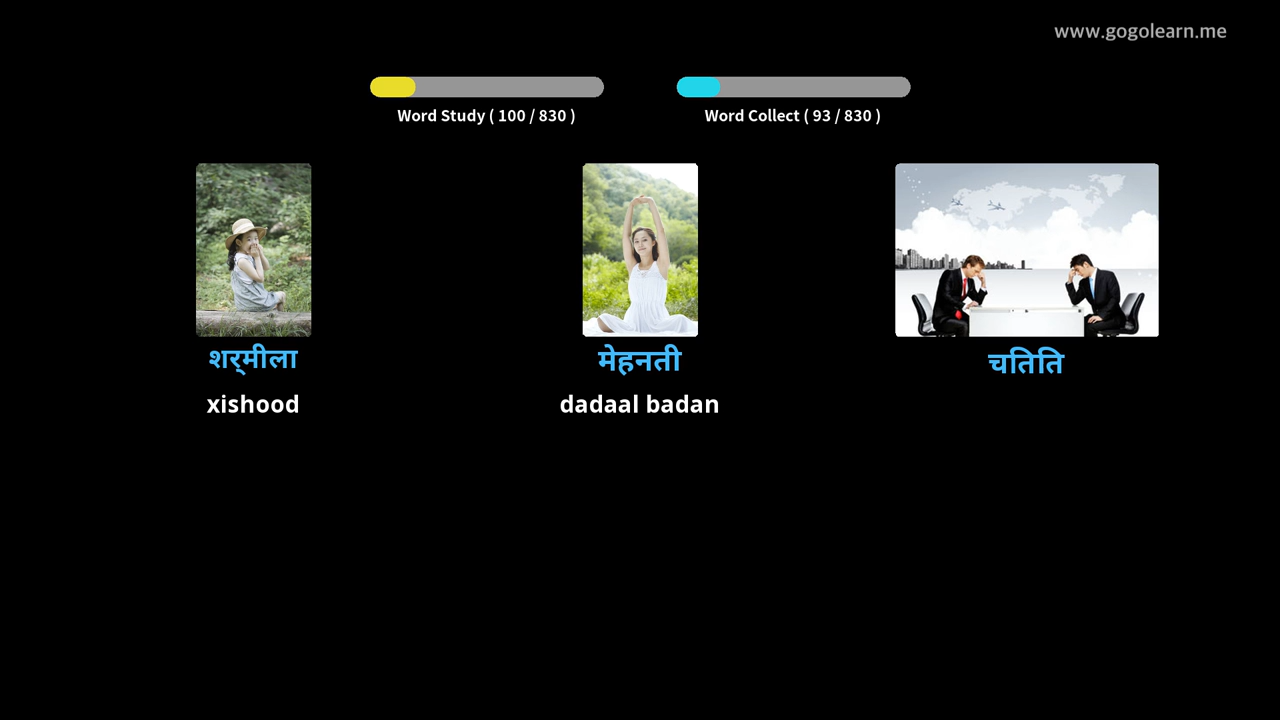 www.gogolearn.me
Word Study ( 100 / 830 )
Word Collect ( 93 / 830 )
शर्‌मीला
मेहनती
चतिति
xishood
dadaal badan